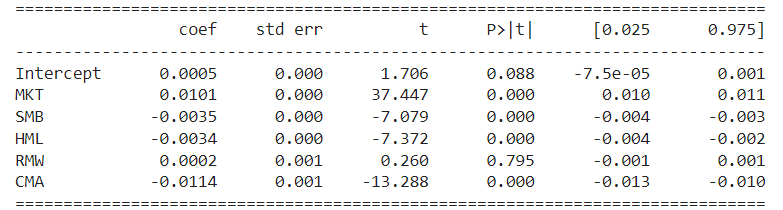 ==============================================================================
                 coef    std err          t      P>|t|      [0.025      0.975]
------------------------------------------------------------------------------
Intercept      0.0005      0.000      1.706      0.088    -7.5e-05       0.001
MKT            0.0101      0.000     37.447      0.000       0.010       0.011
SMB           -0.0035      0.000     -7.079      0.000      -0.004      -0.003
HML           -0.0034      0.000     -7.372      0.000      -0.004      -0.002
RMW            0.0002      0.001      0.260      0.795      -0.001       0.001
CMA           -0.0114      0.001    -13.288      0.000      -0.013      -0.010
==============================================================================